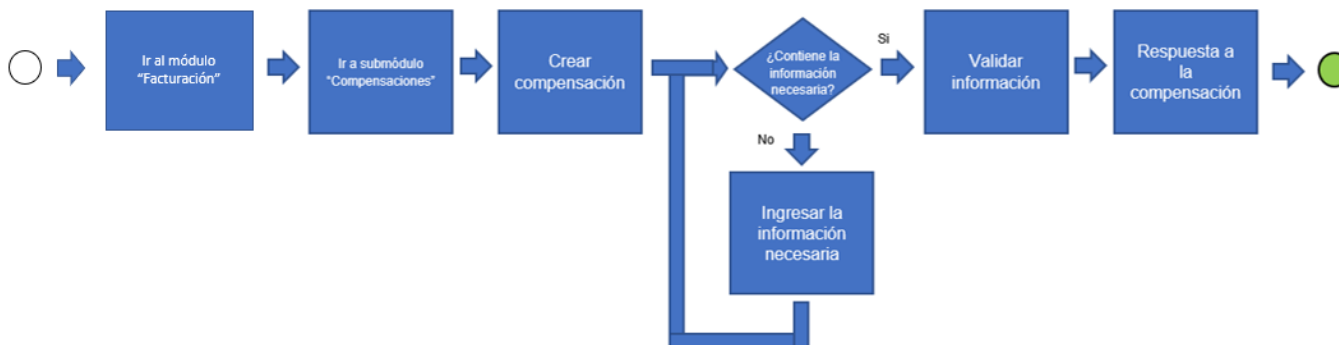 Ir al módulo
“Facturación”
Ir a submódulo
“Compensaciones”
Crear
compensación
¿Contiene la
información
necesaria?
Si
Validar
información
Respuesta a
la
compensación
No
Ingresar la
información
necesaria